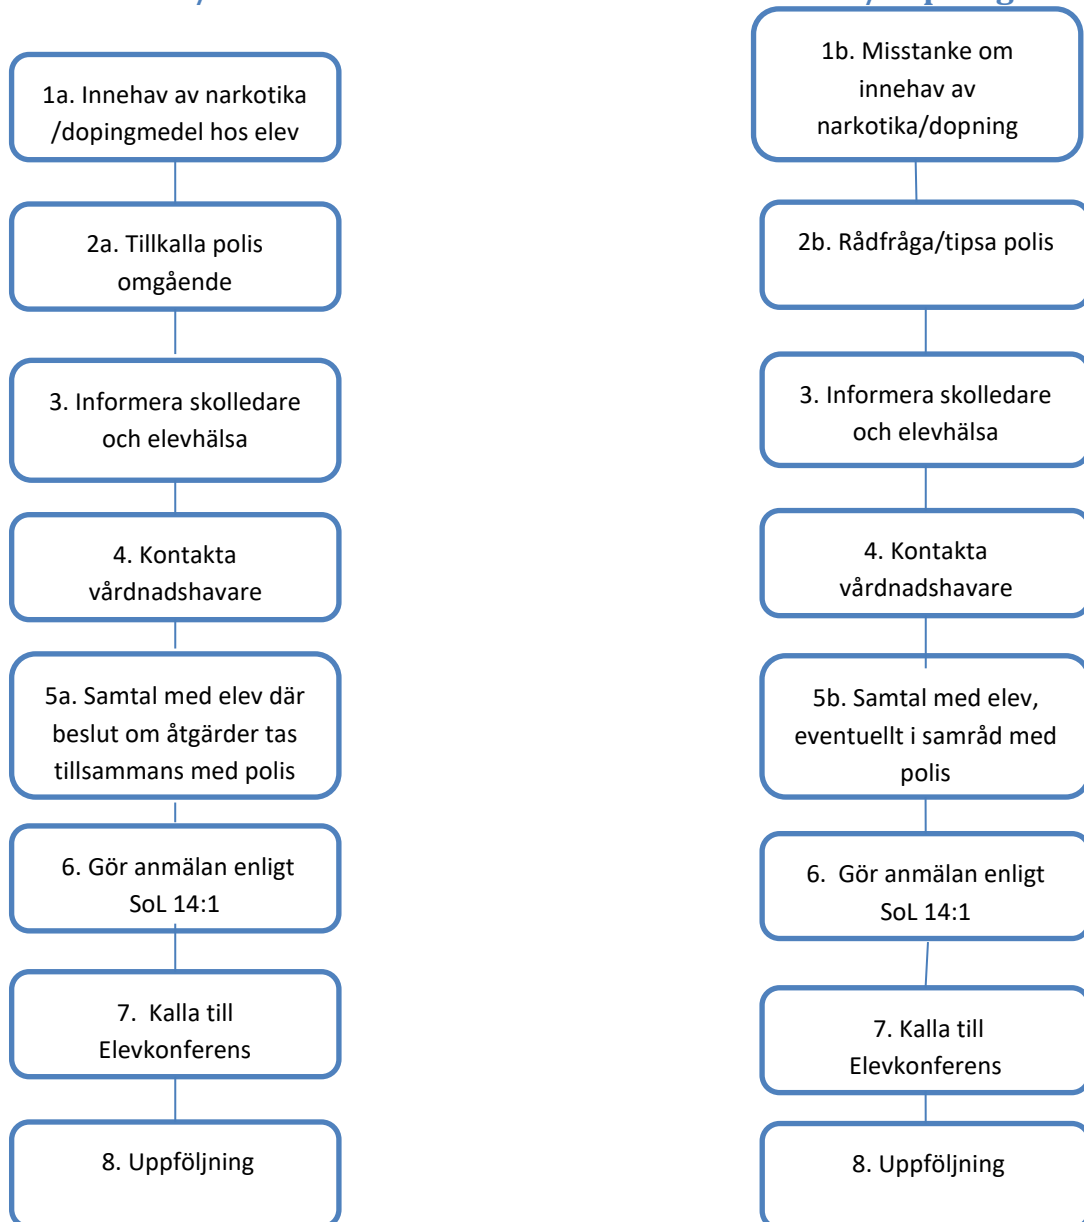 1a. Innehav av narkotika
/dopingmedel hos elev
2a. Tillkalla polis
omgående
3. Informera skolledare
och elevhälsa
4. Kontakta
vårdnadshavare
5a. Samtal med elev där
beslut om åtgärder tas
tillsammans med polis
6. Gör anmälan enligt
SoL 14:1
7. Kalla till
Elevkonferens
8. Uppföljning
1b. Misstanke om
innehav av
narkotika/dopning
2b. Rådfråga/tipsa polis
3. Informera skolledare
och elevhälsa
4. Kontakta
vårdnadshavare
5b. Samtal med elev,
eventuellt i samråd med
polis
6. Gör anmälan enligt
SoL 14:1
7. Kalla till
Elevkonferens
8. Uppföljning